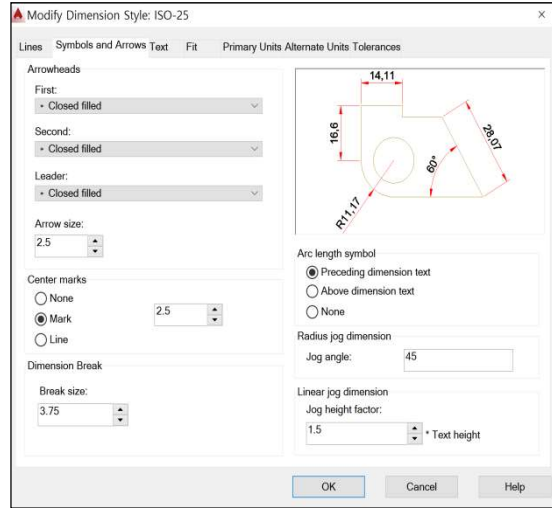 Modify Dimension Style: ISO-25
Lines Symbols and Arrows Text Fit Primary Units Alternate Units Tolerances
Arrowheads
First:
Closed filled
Second:
Closed filled
Leader:
Closed filled
Arrow size:
2.5
Center marks
None
Mark
2.5
Line
Dimension Break
Break size:
3.75
14,11
16,6
28,07
60°
R11,17
Arc length symbol
Preceding dimension text
Above dimension text
None
Radius jog dimension
Jog angle: 45
Linear jog dimension
Jog height factor:
1.5 * Text height
OK Cancel Help